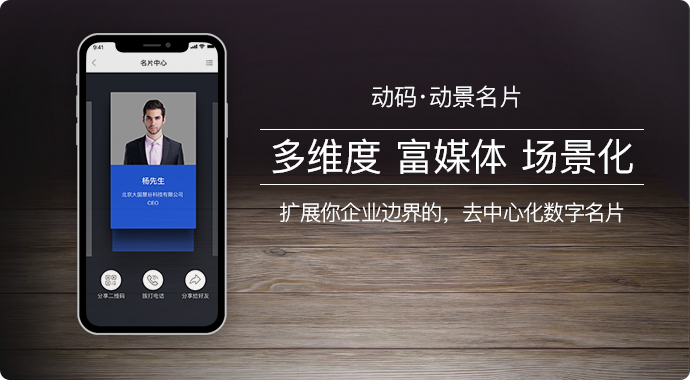 9:41
名片中心
杨先生
北京大国慧谷科技有限公司
CEO
分享二维码
拨打电话
分享给好友
动码·动景名片
多维度 富媒体 场景化
扩展你企业边界的，去中心化数字名片